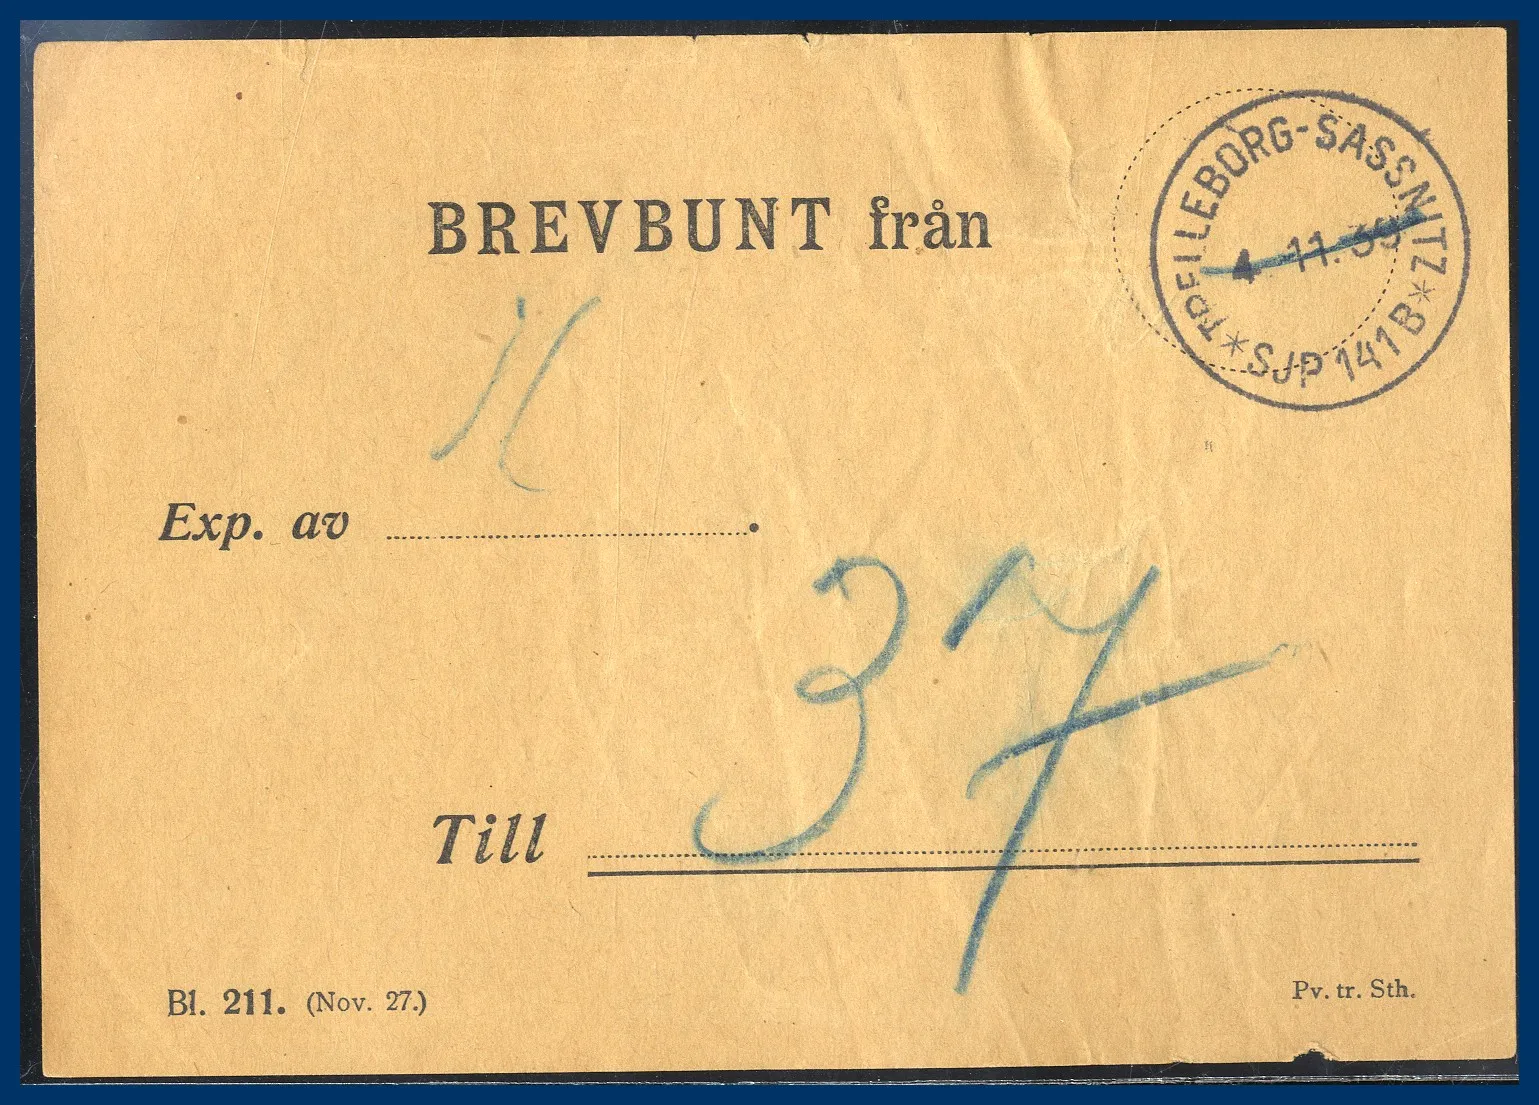 BREVBUNT från
TRELLEBORG-SASSNITZ
4.11.39
*SJP 141 B*
Exp. av
37
Till
Bl. 211. (Nov. 27.)
Pv. tr. Sth.